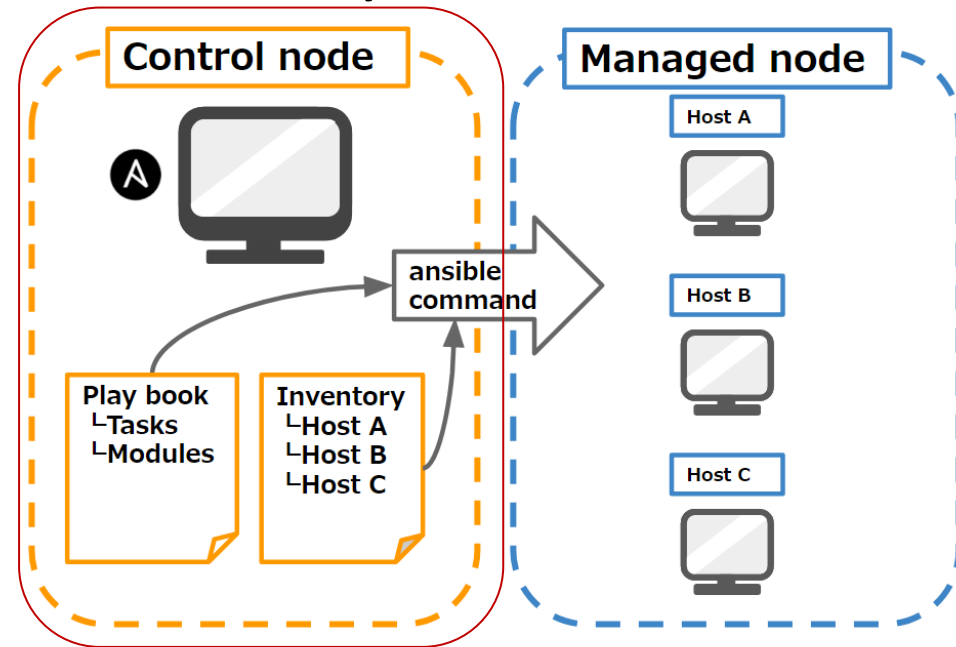 Control node
Managed node
Host A
ansible
command
Host B
Play book
└Tasks
└Modules
Inventory
└Host A
└Host B
└Host C
Host C